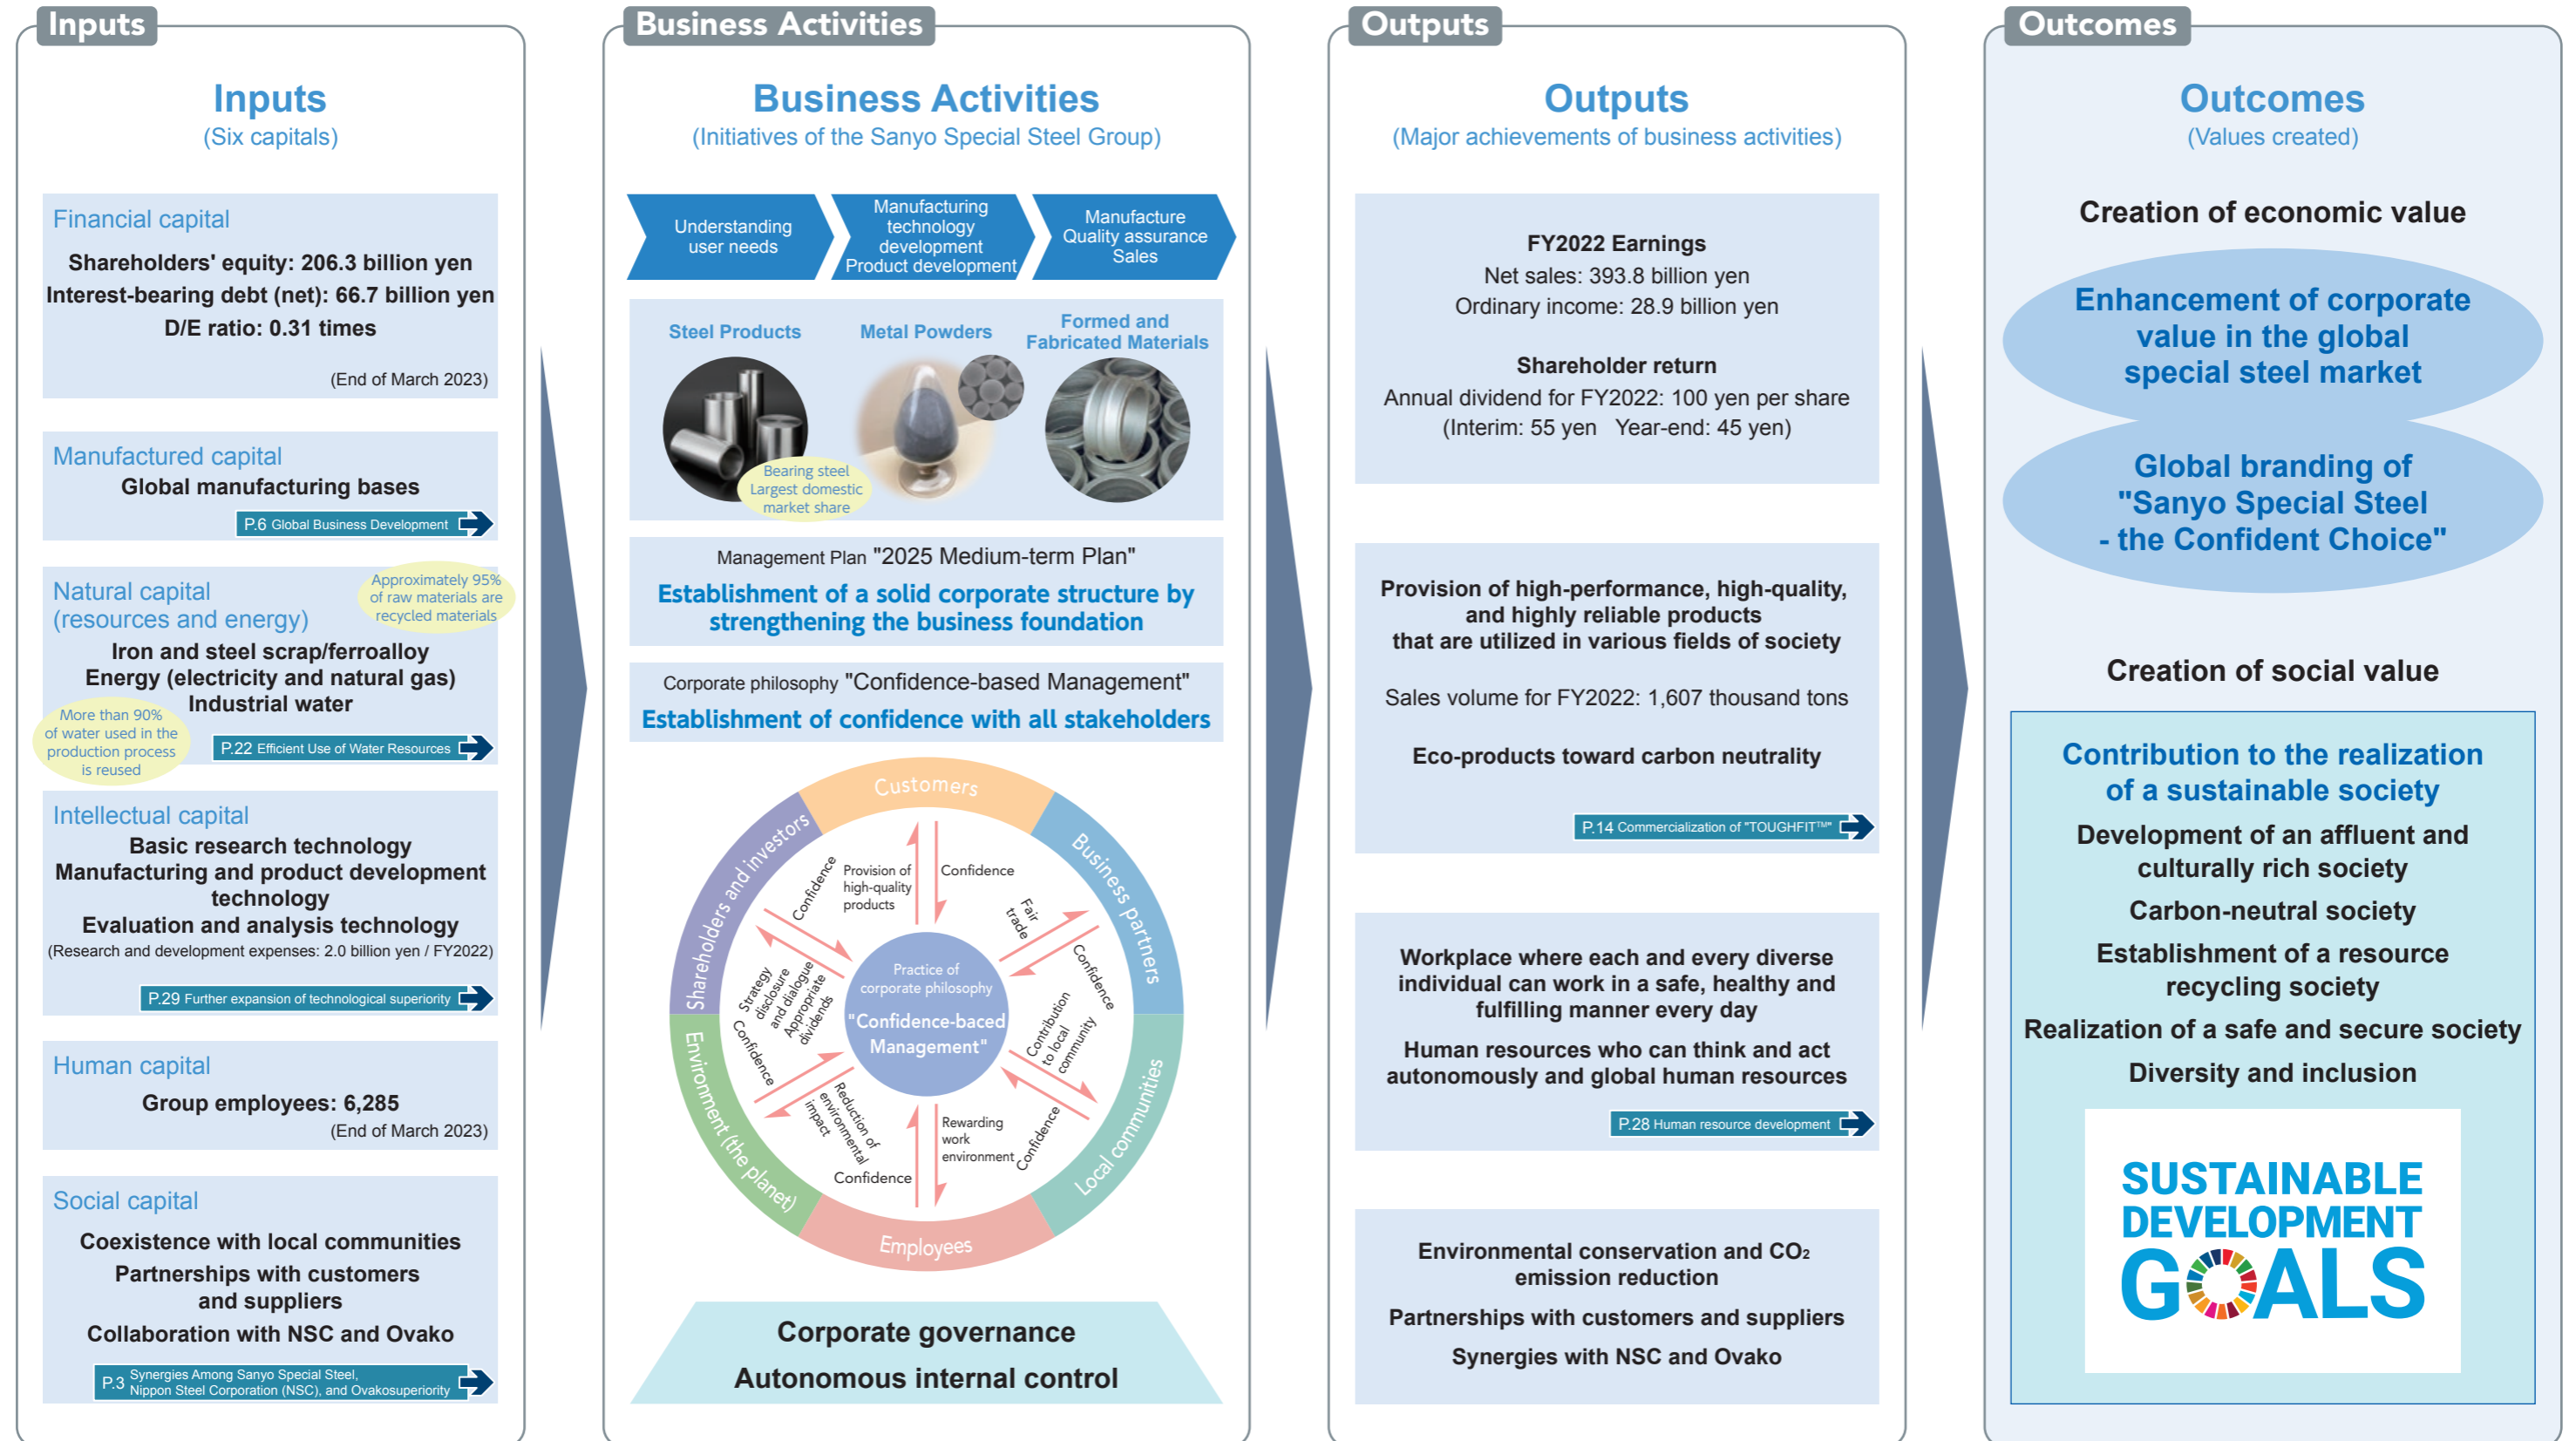 Inputs
Inputs
(Six capitals)
Financial capital
Shareholders' equity: 206.3 billion yen
Interest-bearing debt (net): 66.7 billion yen
D/E ratio: 0.31 times
(End of March 2023)
Manufactured capital
Global manufacturing bases
P.6 Global Business Development
Natural capital
(resources and energy)
Approximately 95%
of raw materials are
recycled materials
Iron and steel scrap/ferroalloy
Energy (electricity and natural gas)
Industrial water
More than 90%
of water used in the
production process
is reused
P.22 Efficient Use of Water Resources
Intellectual capital
Basic research technology
Manufacturing and product development
technology
Evaluation and analysis technology
(Research and development expenses: 2.0 billion yen / FY2022)
P.29 Further expansion of technological superiority
Human capital
Group employees: 6,285
(End of March 2023)
Social capital
Coexistence with local communities
Partnerships with customers
and suppliers
Collaboration with NSC and Ovako
P.3 Synergies Among Sanyo Special Steel,
Nippon Steel Corporation (NSC), and Ovakosuperiority
Business Activities
Business Activities
(Initiatives of the Sanyo Special Steel Group)
Understanding
user needs
Manufacturing
technology
development
Product development
Manufacture
Quality assurance
Sales
Steel Products
Metal Powders
Formed and
Fabricated Materials
Bearing steel
Largest domestic
market share
Management Plan "2025 Medium-term Plan"
Establishment of a solid corporate structure by
strengthening the business foundation
Corporate philosophy "Confidence-based Management"
Establishment of confidence with all stakeholders
Customers
Business partners
Local communities
Employees
Environment (the planet)
Shareholders and investors
Provision of
high-quality
products
Confidence
Fair
trade
Confidence
Contribution
to local
community
Confidence
Rewarding
work
environment
Confidence
Reduction of
environmental
impact
Confidence
Strategy
disclosure
and dialogue
Appropriate
dividends
Confidence
Practice of
corporate philosophy
"Confidence-baced
Management"
Corporate governance
Autonomous internal control
Outputs
Outputs
(Major achievements of business activities)
FY2022 Earnings
Net sales: 393.8 billion yen
Ordinary income: 28.9 billion yen
Shareholder return
Annual dividend for FY2022: 100 yen per share
(Interim: 55 yen Year-end: 45 yen)
Provision of high-performance, high-quality,
and highly reliable products
that are utilized in various fields of society
Sales volume for FY2022: 1,607 thousand tons
Eco-products toward carbon neutrality
P.14 Commercialization of "TOUGHFIT™"
Workplace where each and every diverse
individual can work in a safe, healthy and
fulfilling manner every day
Human resources who can think and act
autonomously and global human resources
P.28 Human resource development
Environmental conservation and CO₂
emission reduction
Partnerships with customers and suppliers
Synergies with NSC and Ovako
Outcomes
Outcomes
(Values created)
Creation of economic value
Enhancement of corporate
value in the global
special steel market
Global branding of
"Sanyo Special Steel
- the Confident Choice"
Creation of social value
Contribution to the realization
of a sustainable society
Development of an affluent and
culturally rich society
Carbon-neutral society
Establishment of a resource
recycling society
Realization of a safe and secure society
Diversity and inclusion
SUSTAINABLE
DEVELOPMENT
GOALS